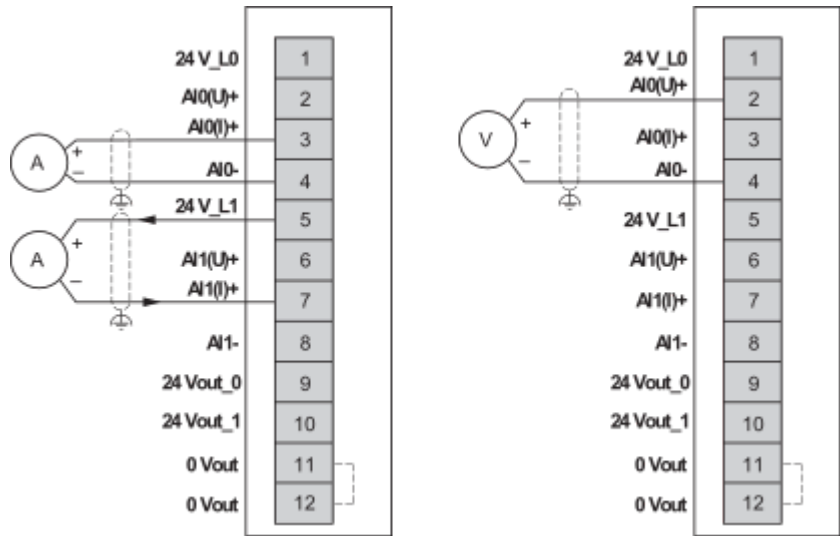 24 V_L0 1
AI0(U)+ 2
AI0(I)+ 3
A + −
AI0- 4
24 V_L1 5
A + −
AI1(U)+ 6
AI1(I)+ 7
AI1- 8
24 Vout_0 9
24 Vout_1 10
0 Vout 11
0 Vout 12
24 V_L0 1
AI0(U)+ 2
V + −
AI0(I)+ 3
AI0- 4
24 V_L1 5
AI1(U)+ 6
AI1(I)+ 7
AI1- 8
24 Vout_0 9
24 Vout_1 10
0 Vout 11
0 Vout 12